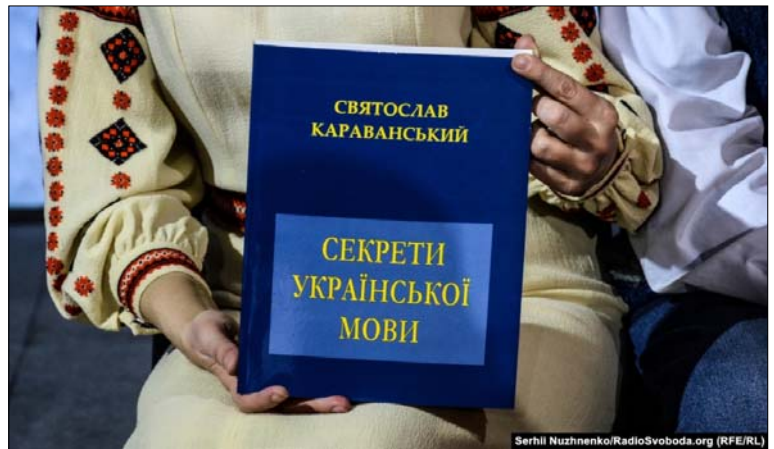 СВЯТОСЛАВ
КАРАВАНСЬКИЙ
СЕКРЕТИ
УКРАЇНСЬКОЇ
МОВИ
Serhii Nuzhnenko/RadioSvoboda.org (RFE/RL)